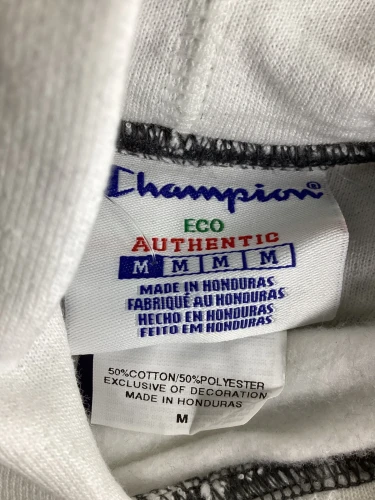 Champion®
ECO
AUTHENTIC
M M M M
MADE IN HONDURAS
FABRIQUÉ AU HONDURAS
HECHO EN HONDURAS
FEITO EM HONDURAS
50%COTTON/50%POLYESTER
EXCLUSIVE OF DECORATION
MADE IN HONDURAS
M